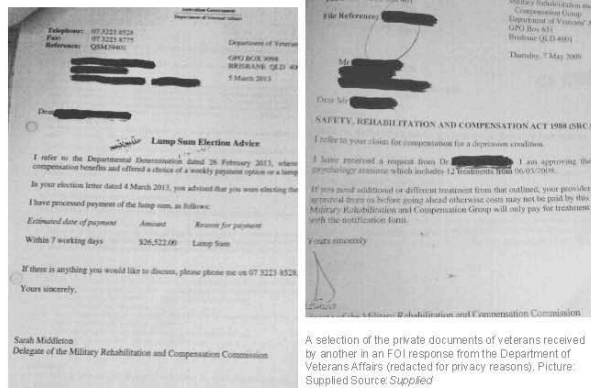 Australian Government
Department of Veterans' Affairs
Telephone: 07 3223 8528
Fax: 07 3223 8775
Reference: QSM39401
Department of Veteran
GPO BOX 9998
BRISBANE QLD 40
5 March 2013
Dear
Lump Sum Election Advice
I refer to the Departmental Determination dated 26 February 2013, where
compensation benefits and offered a choice of a weekly payment option or a lump
In your election letter dated 4 March 2013, you advised that you were electing the
I have processed payment of the lump sum, as follows:
Estimated date of payment Amount Reason for payment
Within 7 working days $26,522.00 Lump Sum
If there is anything you would like to discuss, please phone me on 07 3223 8528.
Yours sincerely,
Sarah Middleton
Delegate of the Military Rehabilitation and Compensation Commission
File Reference:
Military Rehabilitation and
Compensation Group
Department of Veterans' A
GPO Box 651
Brisbane QLD 4001
Thursday, 7 May 2009
Mr
Dear Mr
SAFETY, REHABILITATION AND COMPENSATION ACT 1988 (SRCA
I refer to your claim for compensation for a depression condition.
I have received a request from Dr I am approving the
psychology sessions which includes 12 treatments from 06/05/2009.
If you need additional or different treatment from that outlined, your provider
approval from us before going ahead otherwise costs may not be paid by this
Military Rehabilitation and Compensation Group will only pay for treatment
with the notification form.
Yours sincerely
Military Rehabilitation and Compensation Commission
A selection of the private documents of veterans received
by another in an FOI response from the Department of
Veterans Affairs (redacted for privacy reasons). Picture:
Supplied Source: Supplied